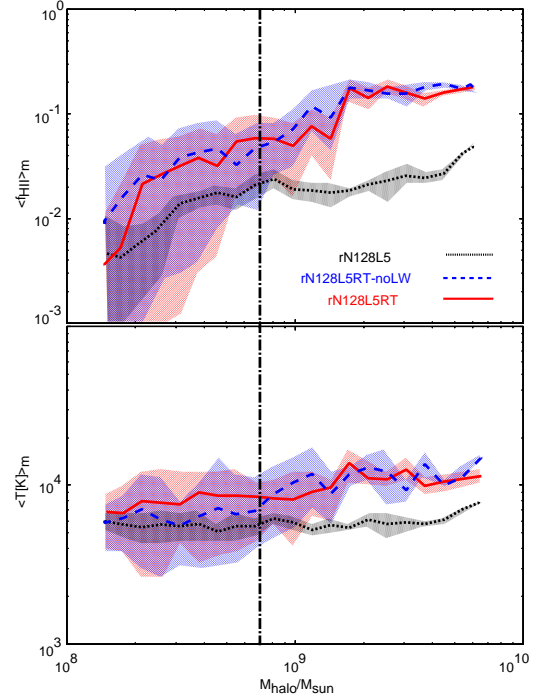 10^0
10^-1
<f_HII>_m
10^-2
10^-3
rN128L5
rN128L5RT-noLW
rN128L5RT
<T[K]>_m
10^4
10^3
10^8 10^9 10^10
M_halo/M_sun